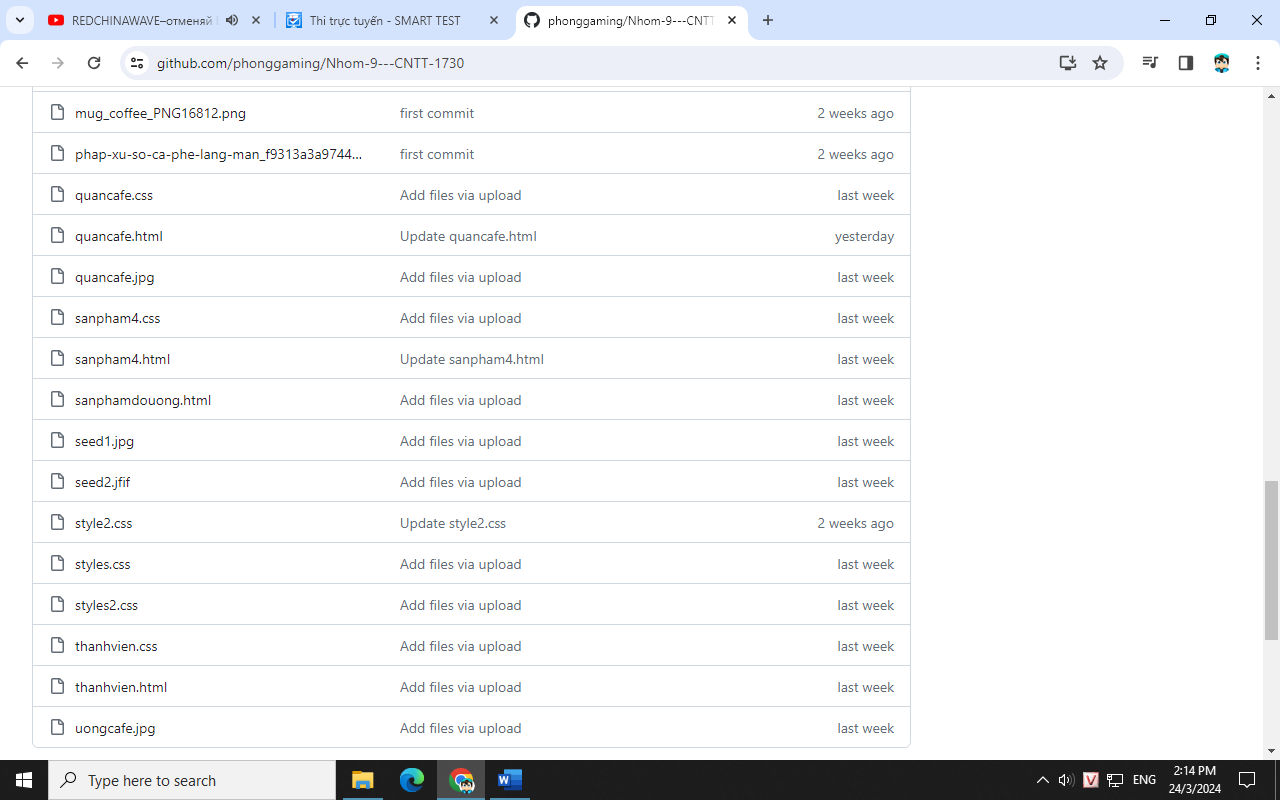 REDCHINAWAVE–отменяй
Thi trực tuyến - SMART TEST
phonggaming/Nhom-9---CNTT
github.com/phonggaming/Nhom-9---CNTT-1730
mug_coffee_PNG16812.png first commit 2 weeks ago
phap-xu-so-ca-phe-lang-man_f9313a3a9744... first commit 2 weeks ago
quancafe.css Add files via upload last week
quancafe.html Update quancafe.html yesterday
quancafe.jpg Add files via upload last week
sanpham4.css Add files via upload last week
sanpham4.html Update sanpham4.html last week
sanphamdouong.html Add files via upload last week
seed1.jpg Add files via upload last week
seed2.jfif Add files via upload last week
style2.css Update style2.css 2 weeks ago
styles.css Add files via upload last week
styles2.css Add files via upload last week
thanhvien.css Add files via upload last week
thanhvien.html Add files via upload last week
uongcafe.jpg Add files via upload last week
Type here to search
W
V
ENG
2:14 PM
24/3/2024